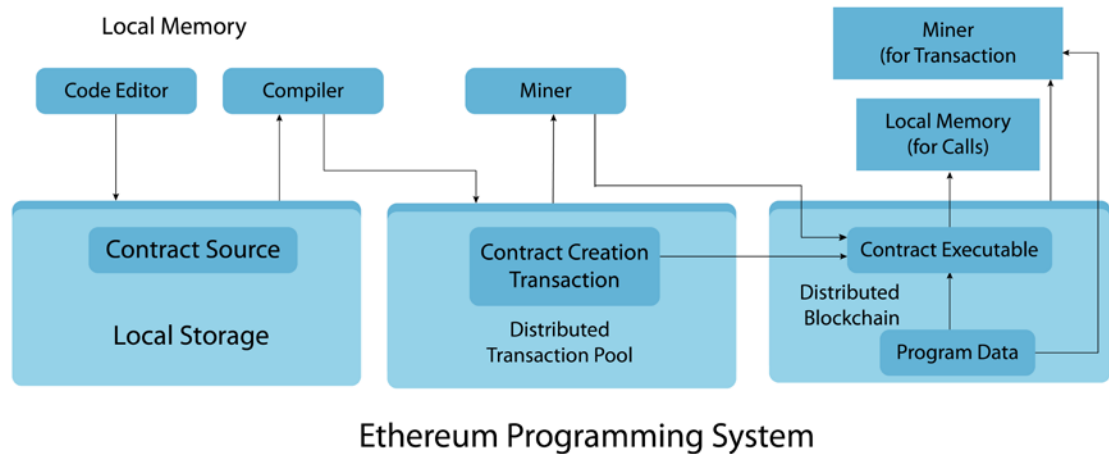 Local Memory
Miner
(for Transaction
Code Editor
Compiler
Miner
Local Memory
(for Calls)
Contract Source
Local Storage
Contract Creation
Transaction
Distributed
Transaction Pool
Contract Executable
Distributed
Blockchain
Program Data
Ethereum Programming System